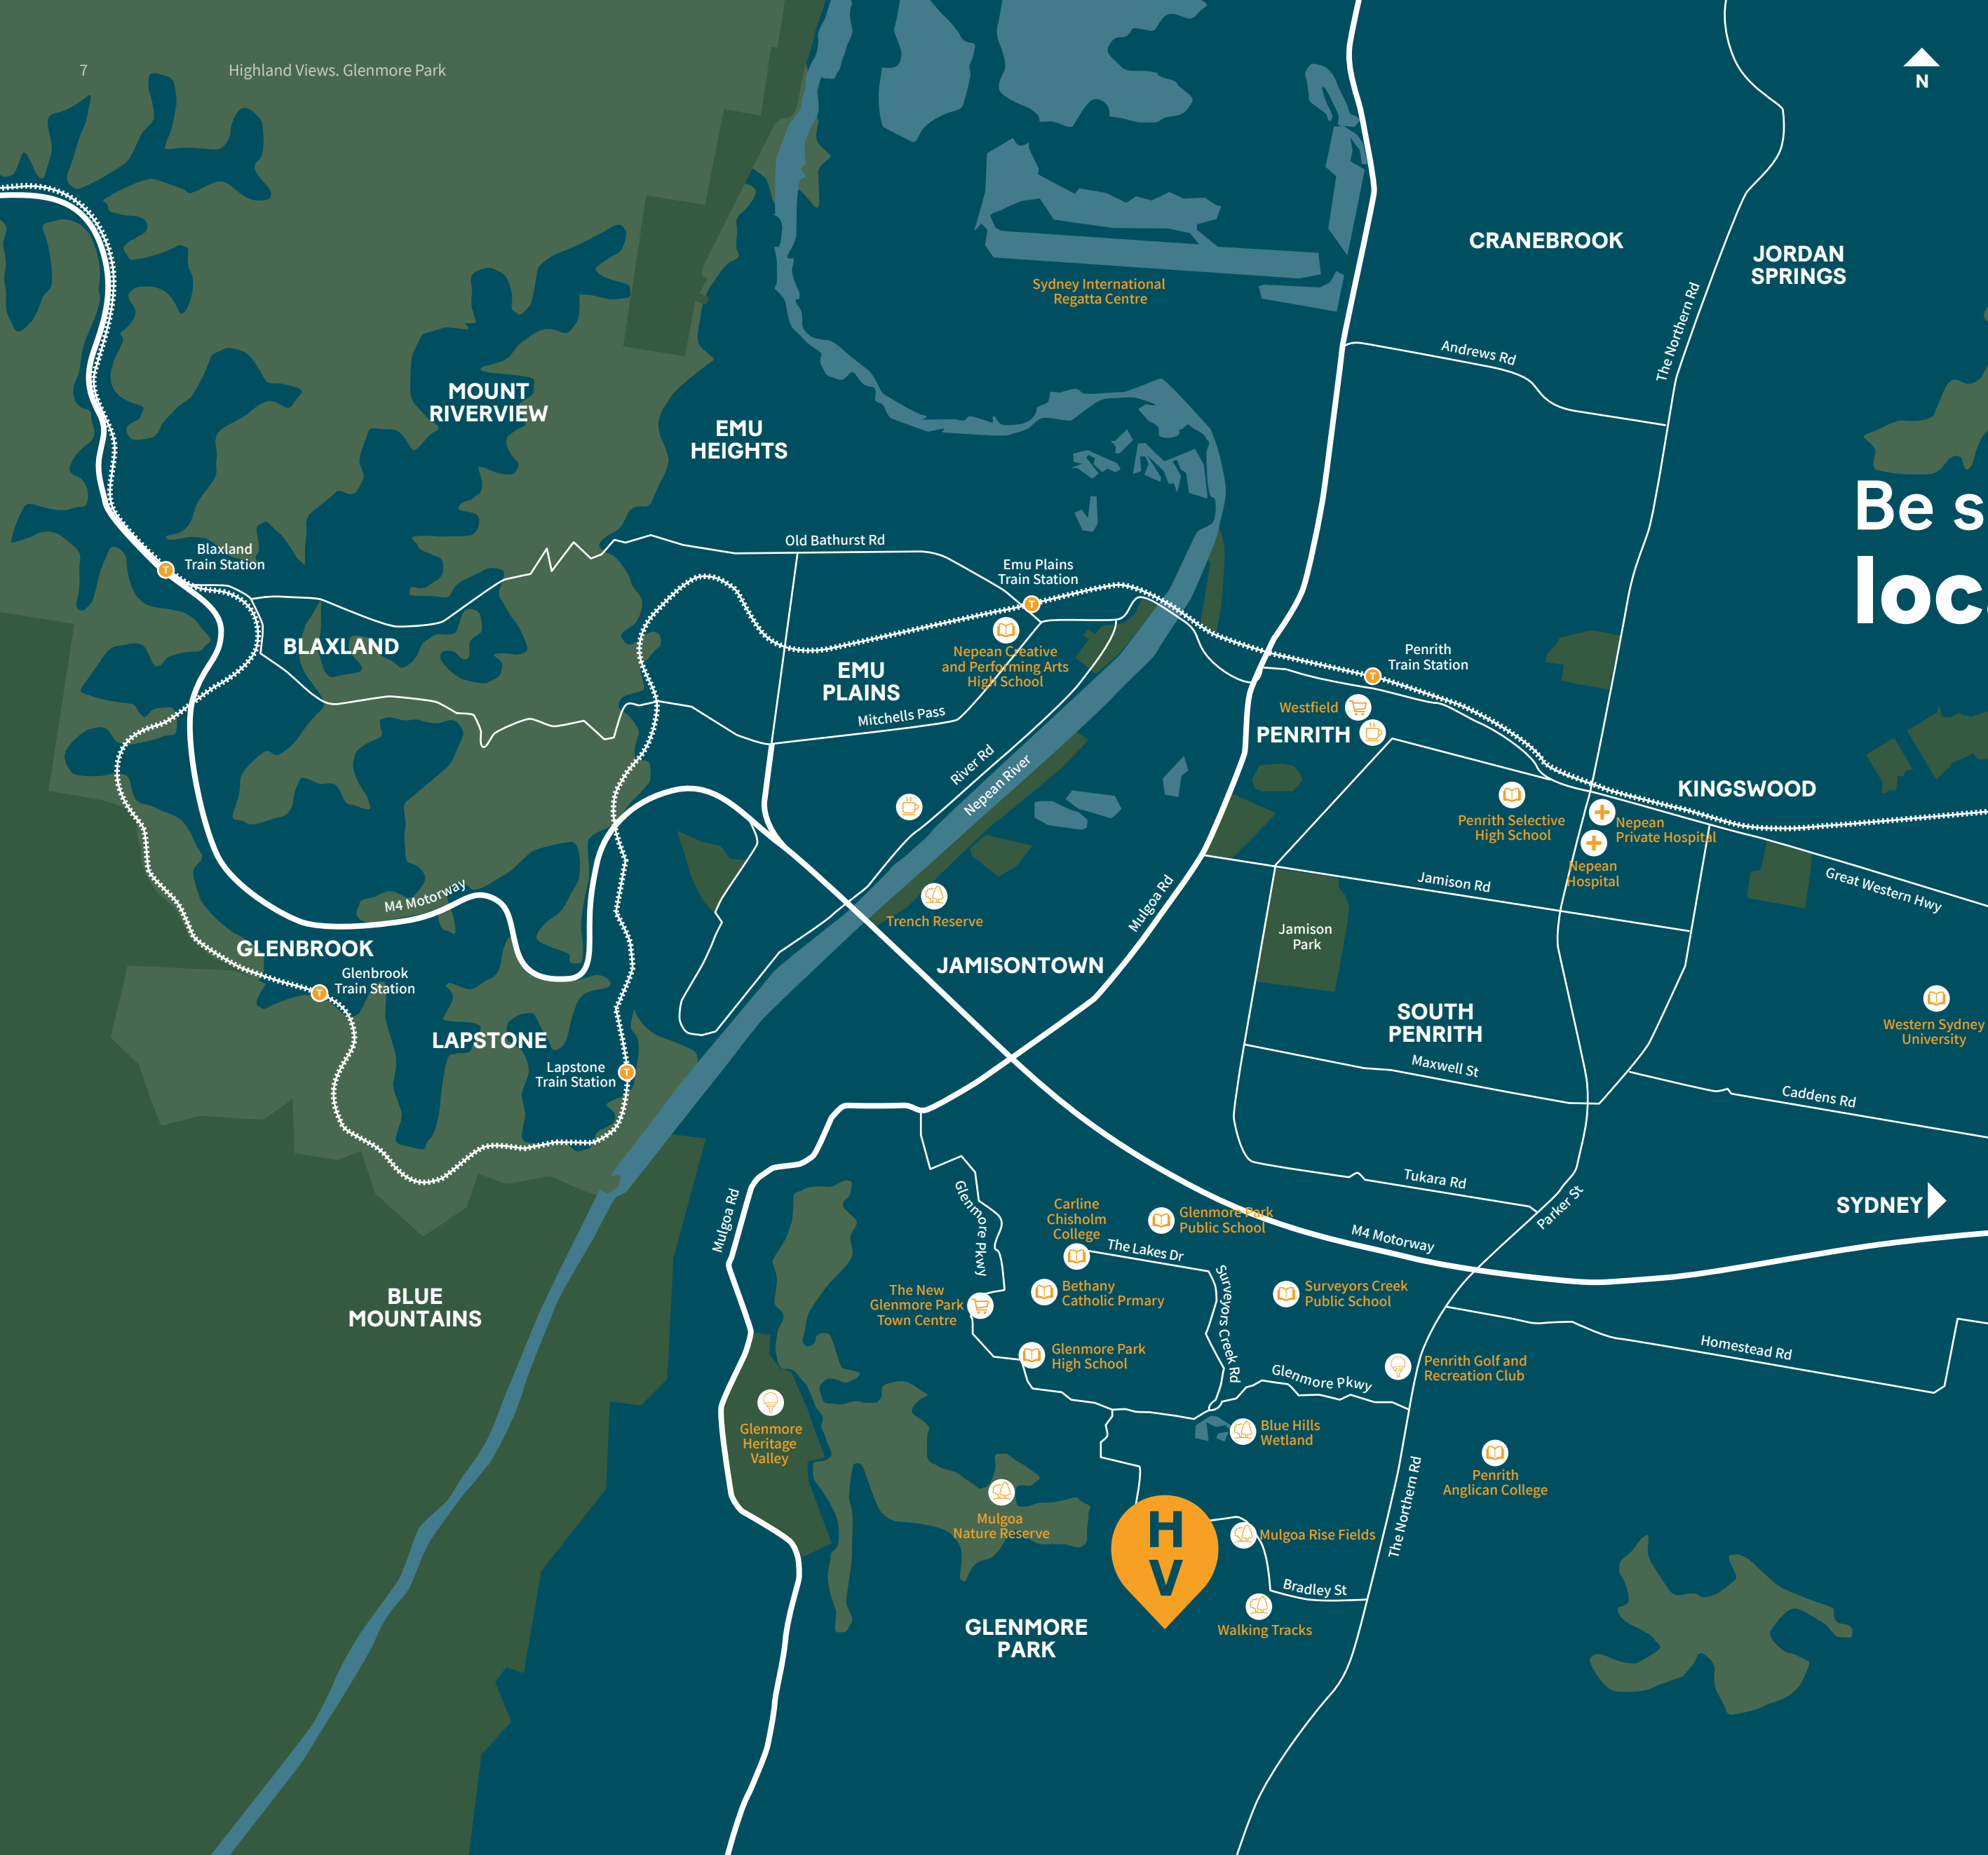 7
Highland Views. Glenmore Park
N
CRANEBROOK
JORDAN
SPRINGS
Sydney International
Regatta Centre
The Northern Rd
Andrews Rd
MOUNT
RIVERVIEW
EMU
HEIGHTS
Be s
loc
Old Bathurst Rd
Blaxland
Train Station
Emu Plains
Train Station
BLAXLAND
Nepean Creative
and Performing Arts
High School
EMU
PLAINS
Mitchells Pass
Penrith
Train Station
Westfield
PENRITH
River Rd
Nepean River
KINGSWOOD
Penrith Selective
High School
Nepean
Private Hospital
Nepean
Hospital
Jamison Rd
Great Western Hwy
M4 Motorway
Mulgoa Rd
Trench Reserve
Jamison
Park
GLENBROOK
Glenbrook
Train Station
JAMISONTOWN
SOUTH
PENRITH
Western Sydney
University
LAPSTONE
Lapstone
Train Station
Maxwell St
Caddens Rd
Tukara Rd
Parker St
SYDNEY
Mulgoa Rd
Glenmore Pkwy
Carline
Chisholm
College
Glenmore Park
Public School
The Lakes Dr
M4 Motorway
BLUE
MOUNTAINS
The New
Glenmore Park
Town Centre
Bethany
Catholic Prmary
Surveyors Creek Rd
Surveyors Creek
Public School
Homestead Rd
Glenmore Park
High School
Glenmore Pkwy
Penrith Golf and
Recreation Club
Glenmore
Heritage
Valley
Blue Hills
Wetland
Penrith
Anglican College
The Northern Rd
Mulgoa
Nature Reserve
H
V
Mulgoa Rise Fields
Bradley St
GLENMORE
PARK
Walking Tracks
T
T
T
T
T